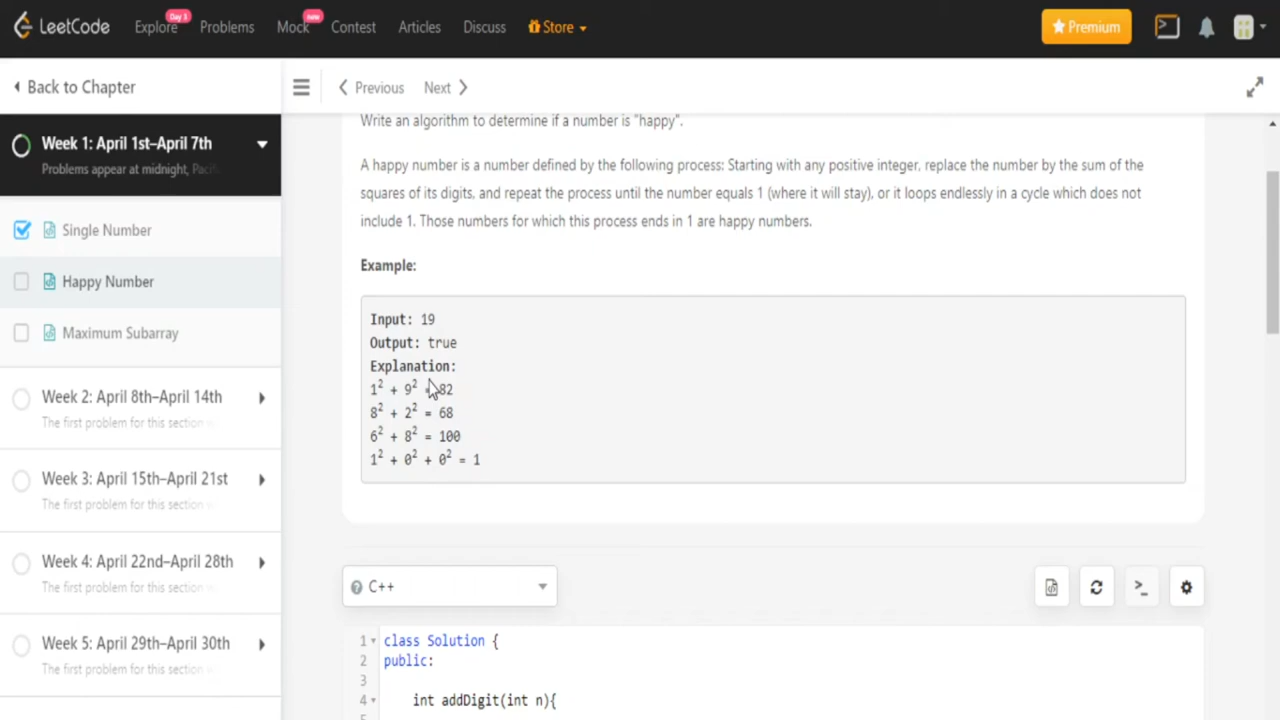 LeetCode Explore Day 3 Problems Mock new Contest Articles Discuss Store Premium
Back to Chapter
Previous Next
Week 1: April 1st–April 7th
Problems appear at midnight, Pacific
Single Number
Happy Number
Maximum Subarray
Week 2: April 8th–April 14th
The first problem for this section
Week 3: April 15th–April 21st
The first problem for this section
Week 4: April 22nd–April 28th
The first problem for this section
Week 5: April 29th–April 30th
The first problem for this section
Write an algorithm to determine if a number is "happy".
A happy number is a number defined by the following process: Starting with any positive integer, replace the number by the sum of the
squares of its digits, and repeat the process until the number equals 1 (where it will stay), or it loops endlessly in a cycle which does not
include 1. Those numbers for which this process ends in 1 are happy numbers.
Example:
Input: 19
Output: true
Explanation:
1² + 9² = 82
8² + 2² = 68
6² + 8² = 100
1² + 0² + 0² = 1
C++
>_
1 class Solution {
2 public:
3
4 int addDigit(int n){